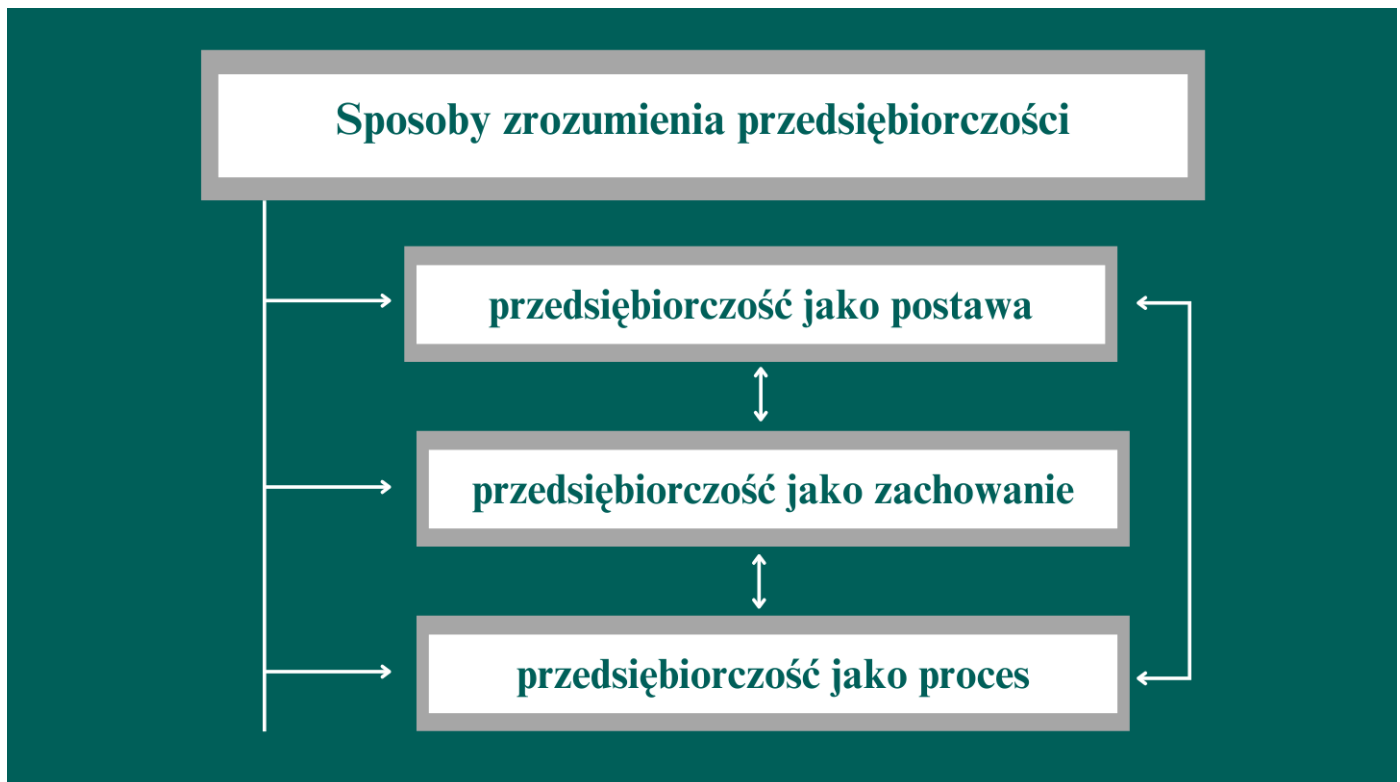 Sposoby zrozumienia przedsiębiorczości
przedsiębiorczość jako postawa
przedsiębiorczość jako zachowanie
przedsiębiorczość jako proces